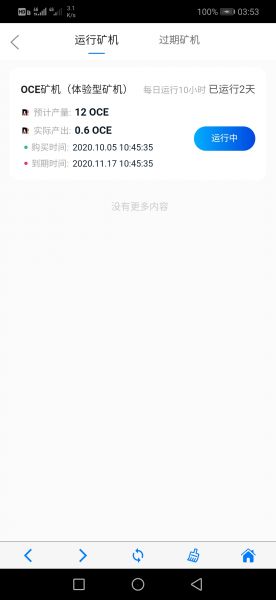 HD 4G 4G 3.1 K/s 100% 03:53
运行矿机 过期矿机
OCE矿机（体验型矿机） 每日运行10小时 已运行2天
预计产量: 12 OCE
实际产出: 0.6 OCE
运行中
购买时间: 2020.10.05 10:45:35
到期时间: 2020.11.17 10:45:35
没有更多内容